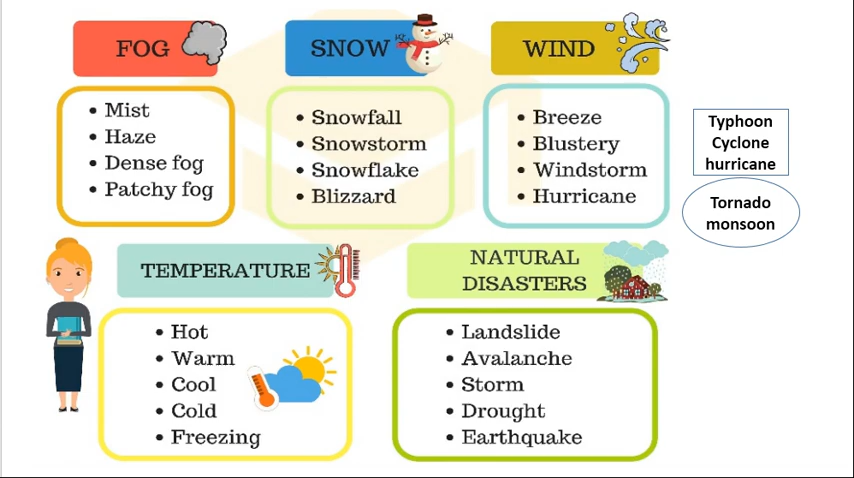 FOG
SNOW
WIND
• Mist
• Haze
• Dense fog
• Patchy fog
• Snowfall
• Snowstorm
• Snowflake
• Blizzard
• Breeze
• Blustery
• Windstorm
• Hurricane
Typhoon
Cyclone
hurricane
Tornado
monsoon
TEMPERATURE
NATURAL
DISASTERS
• Hot
• Warm
• Cool
• Cold
• Freezing
• Landslide
• Avalanche
• Storm
• Drought
• Earthquake